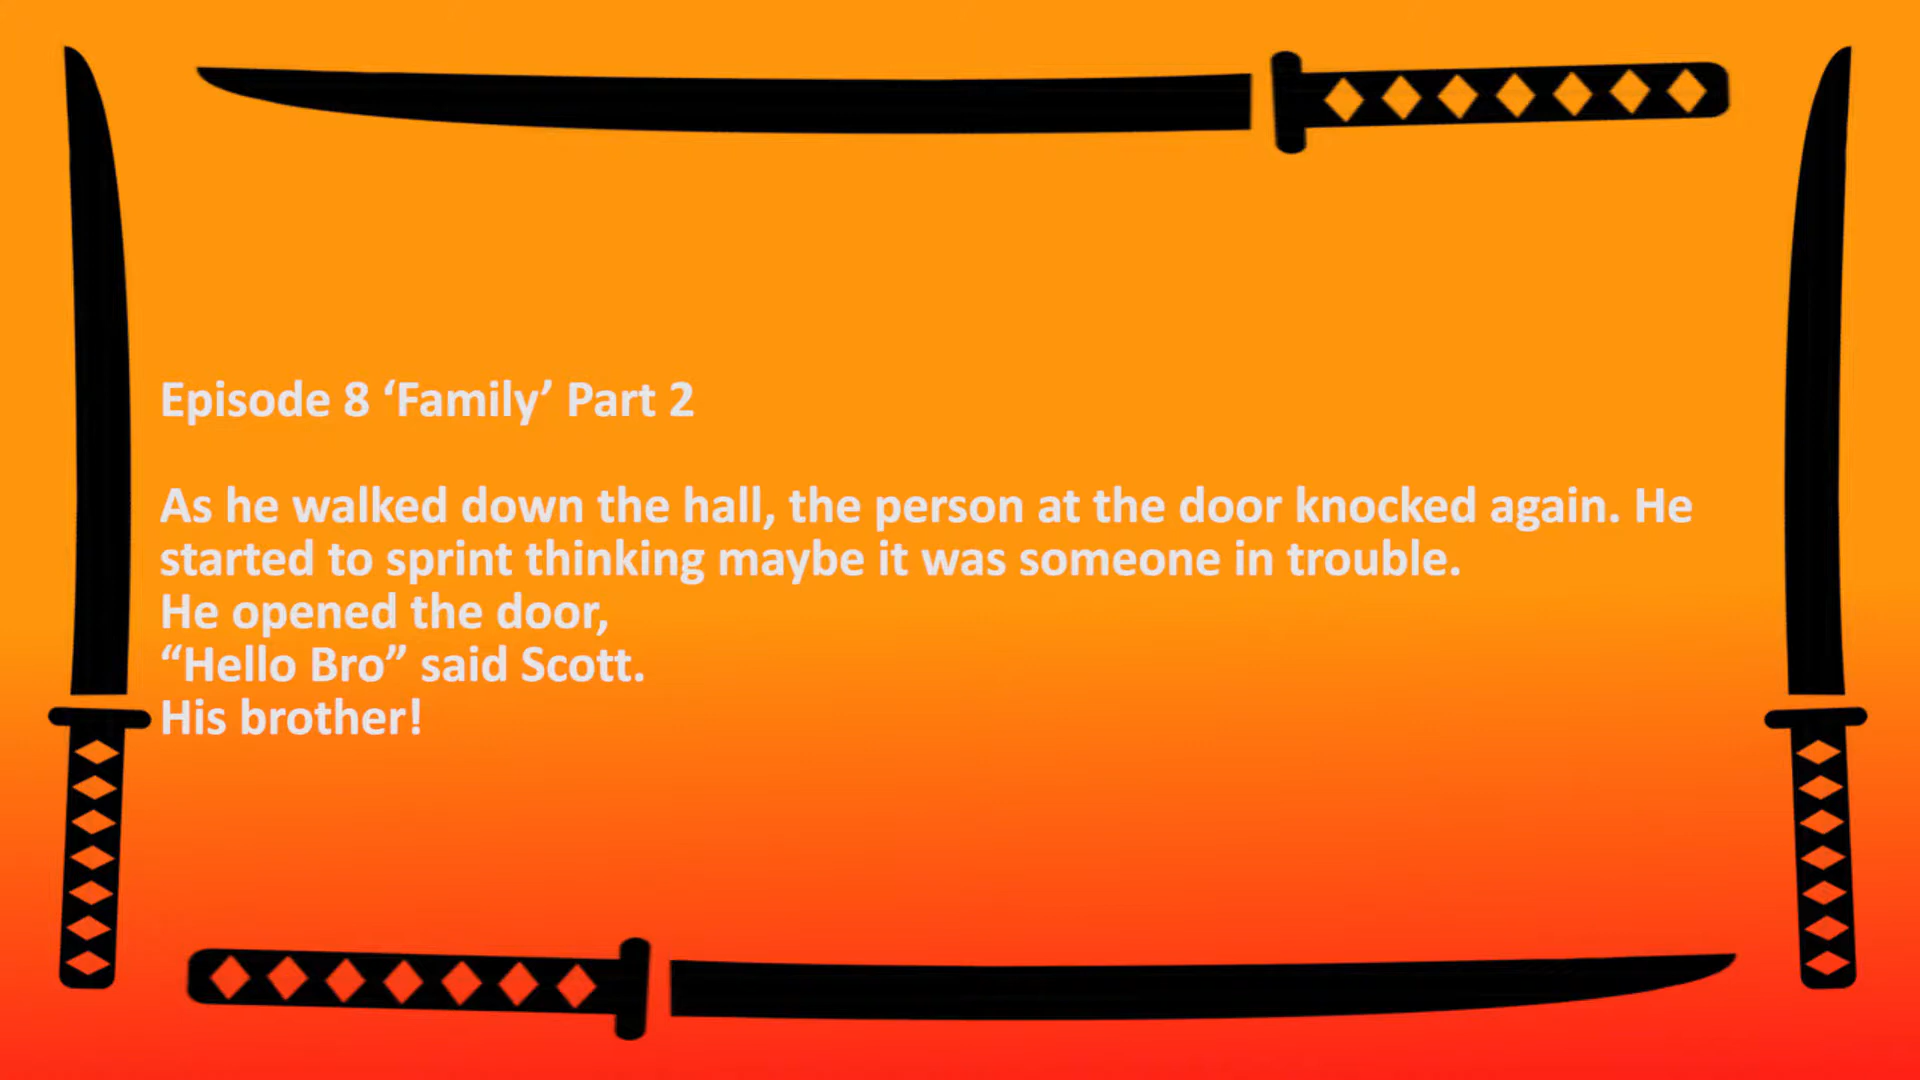 Episode 8 ‘Family’ Part 2
As he walked down the hall, the person at the door knocked again. He
started to sprint thinking maybe it was someone in trouble.
He opened the door,
“Hello Bro” said Scott.
His brother!